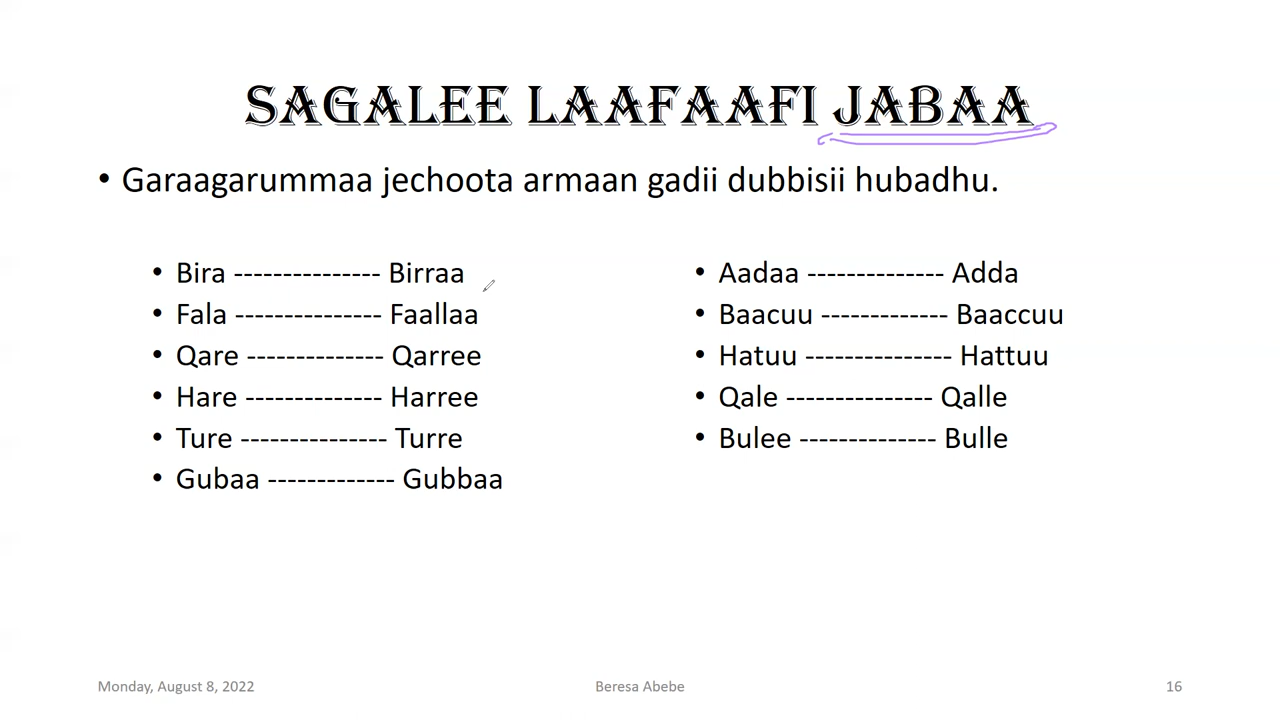 SAGALEE LAAFAAFI JABAA
• Garaagarummaa jechoota armaan gadii dubbisii hubadhu.
• Bira --------------- Birraa
• Fala --------------- Faallaa
• Qare -------------- Qarree
• Hare -------------- Harree
• Ture --------------- Turre
• Gubaa ------------- Gubbaa
• Aadaa -------------- Adda
• Baacuu ------------- Baaccuu
• Hatuu --------------- Hattuu
• Qale --------------- Qalle
• Bulee -------------- Bulle
Monday, August 8, 2022
Beresa Abebe
16